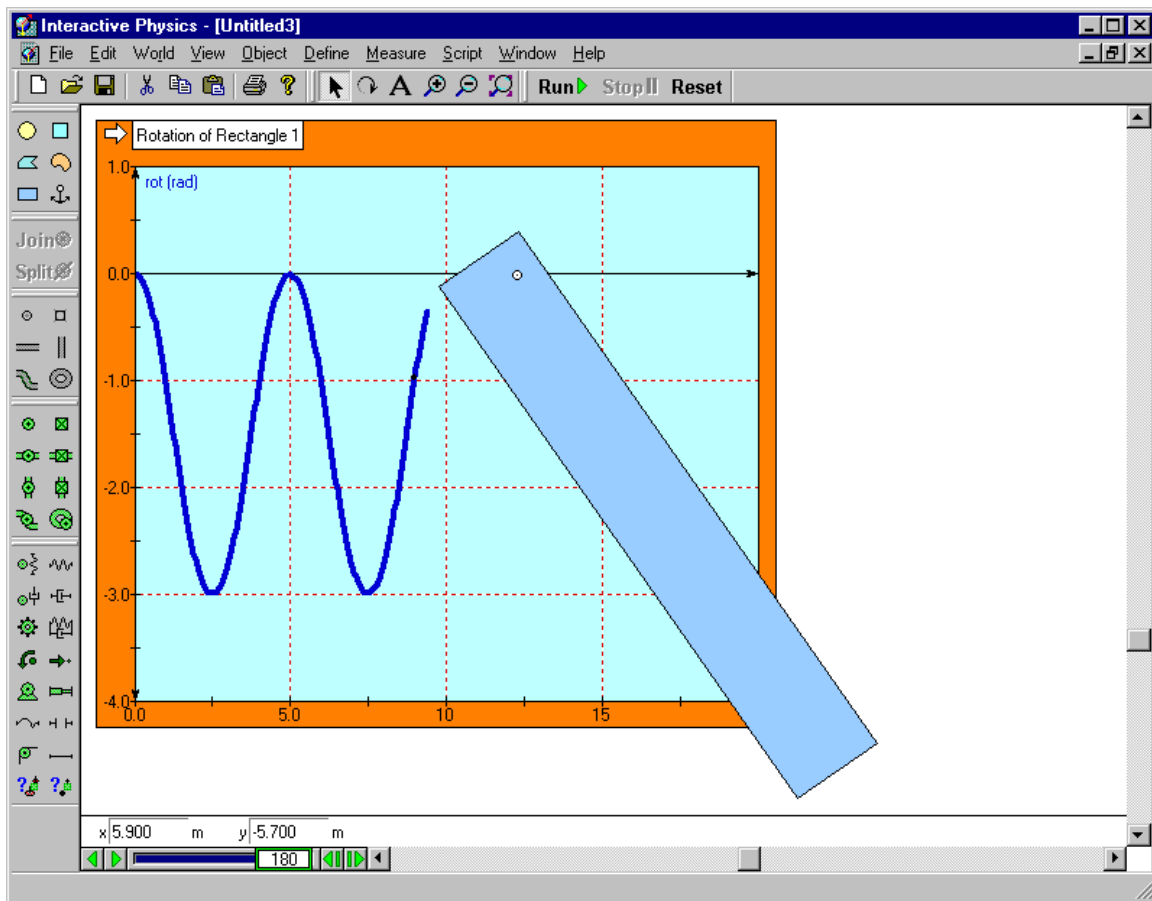 Interactive Physics - [Untitled3]
File Edit World View Object Define Measure Script Window Help
A Run Stop Reset
Rotation of Rectangle 1
1.0
rot (rad)
Join
Split
0.0
-1.0
-2.0
-3.0
-4.0
0.0 5.0 10 15
x 5.900 m y -5.700 m
180